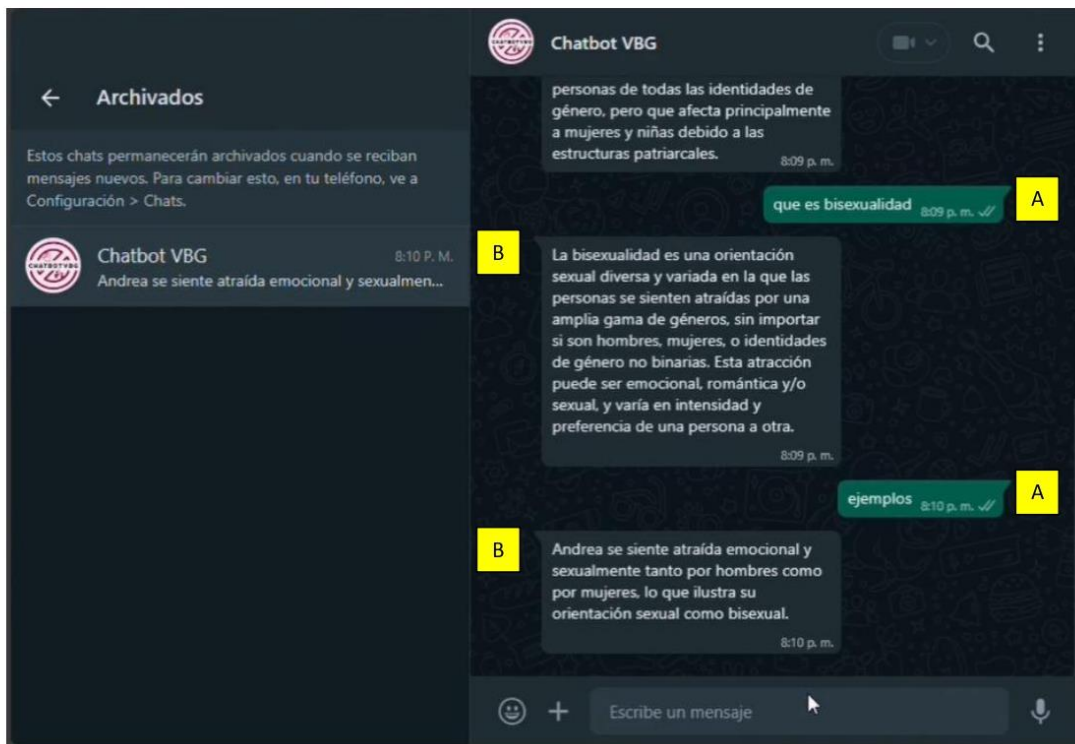 Archivados
Estos chats permanecerán archivados cuando se reciban
mensajes nuevos. Para cambiar esto, en tu teléfono, ve a
Configuración > Chats.
CHATBOTVBG
Chatbot VBG
8:10 P. M.
Andrea se siente atraída emocional y sexualmen...
Chatbot VBG
personas de todas las identidades de
género, pero que afecta principalmente
a mujeres y niñas debido a las
estructuras patriarcales.
8:09 p. m.
que es bisexualidad 8:09 p. m.
A
B
La bisexualidad es una orientación
sexual diversa y variada en la que las
personas se sienten atraídas por una
amplia gama de géneros, sin importar
si son hombres, mujeres, o identidades
de género no binarias. Esta atracción
puede ser emocional, romántica y/o
sexual, y varía en intensidad y
preferencia de una persona a otra.
8:09 p. m.
ejemplos 8:10 p. m.
A
B
Andrea se siente atraída emocional y
sexualmente tanto por hombres como
por mujeres, lo que ilustra su
orientación sexual como bisexual.
8:10 p. m.
Escribe un mensaje